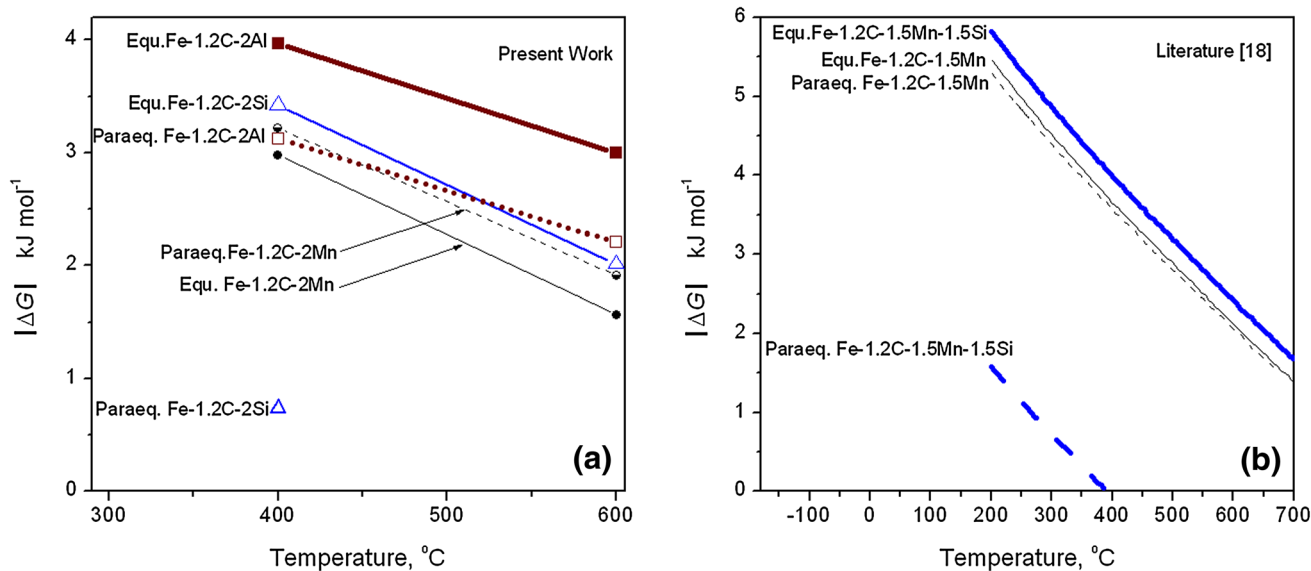 4
3
2
1
0
|ΔG| kJ mol-1
Equ.Fe-1.2C-2Al
Present Work
Equ.Fe-1.2C-2Si
Paraeq. Fe-1.2C-2Al
Paraeq.Fe-1.2C-2Mn
Equ. Fe-1.2C-2Mn
Paraeq. Fe-1.2C-2Si
(a)
300
400
500
600
Temperature, oC
6
5
4
3
2
1
0
|ΔG| kJ mol-1
Equ.Fe-1.2C-1.5Mn-1.5Si
Literature [18]
Equ.Fe-1.2C-1.5Mn
Paraeq. Fe-1.2C-1.5Mn
Paraeq. Fe-1.2C-1.5Mn-1.5Si
(b)
-100
0
100
200
300
400
500
600
700
Temperature, oC